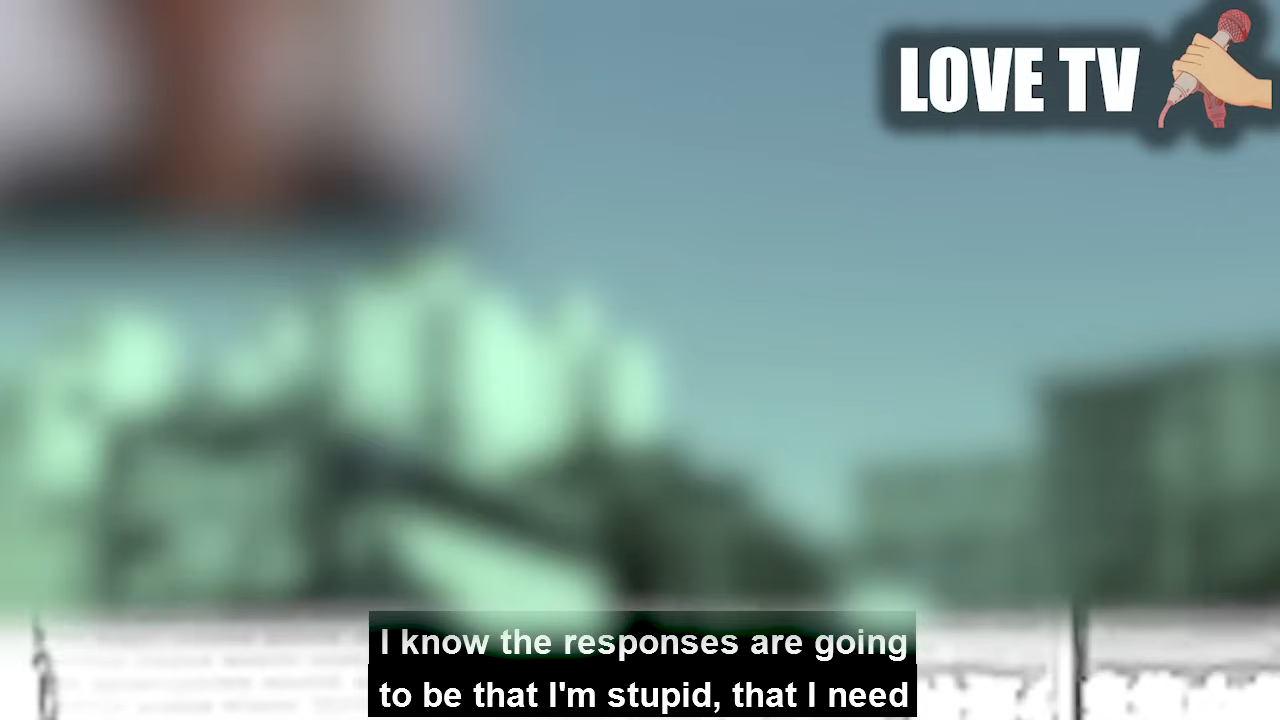 LOVE TV
I know the responses are going
to be that I'm stupid, that I need